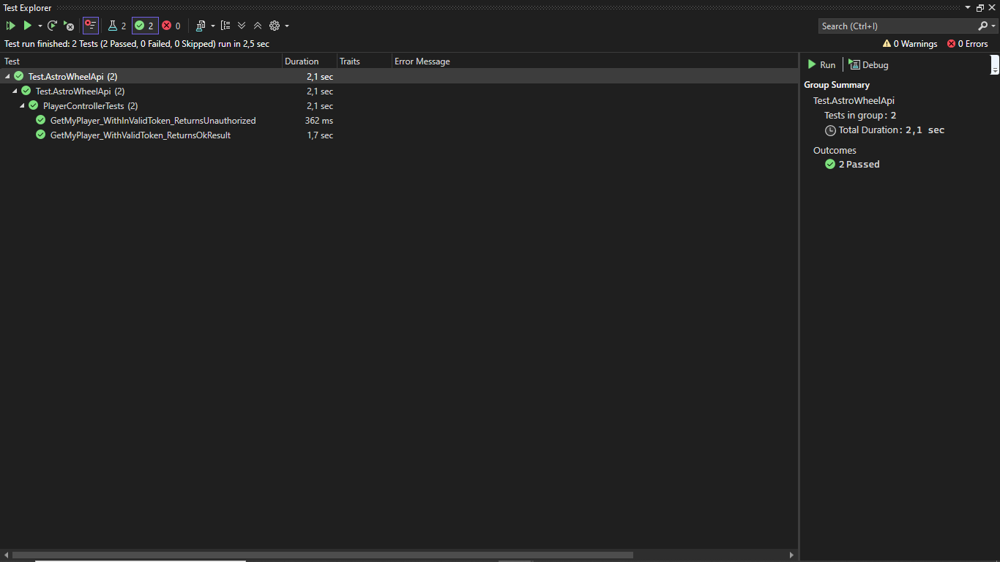 Test Explorer
2 2 0
Search (Ctrl+I)
Test run finished: 2 Tests (2 Passed, 0 Failed, 0 Skipped) run in 2,5 sec
0 Warnings 0 Errors
Test Duration Traits Error Message
Test.AstroWheelApi (2) 2,1 sec
Test.AstroWheelApi (2) 2,1 sec
PlayerControllerTests (2) 2,1 sec
GetMyPlayer_WithInValidToken_ReturnsUnauthorized 362 ms
GetMyPlayer_WithValidToken_ReturnsOkResult 1,7 sec
Run Debug
Group Summary
Test.AstroWheelApi
Tests in group: 2
Total Duration: 2,1 sec
Outcomes
2 Passed